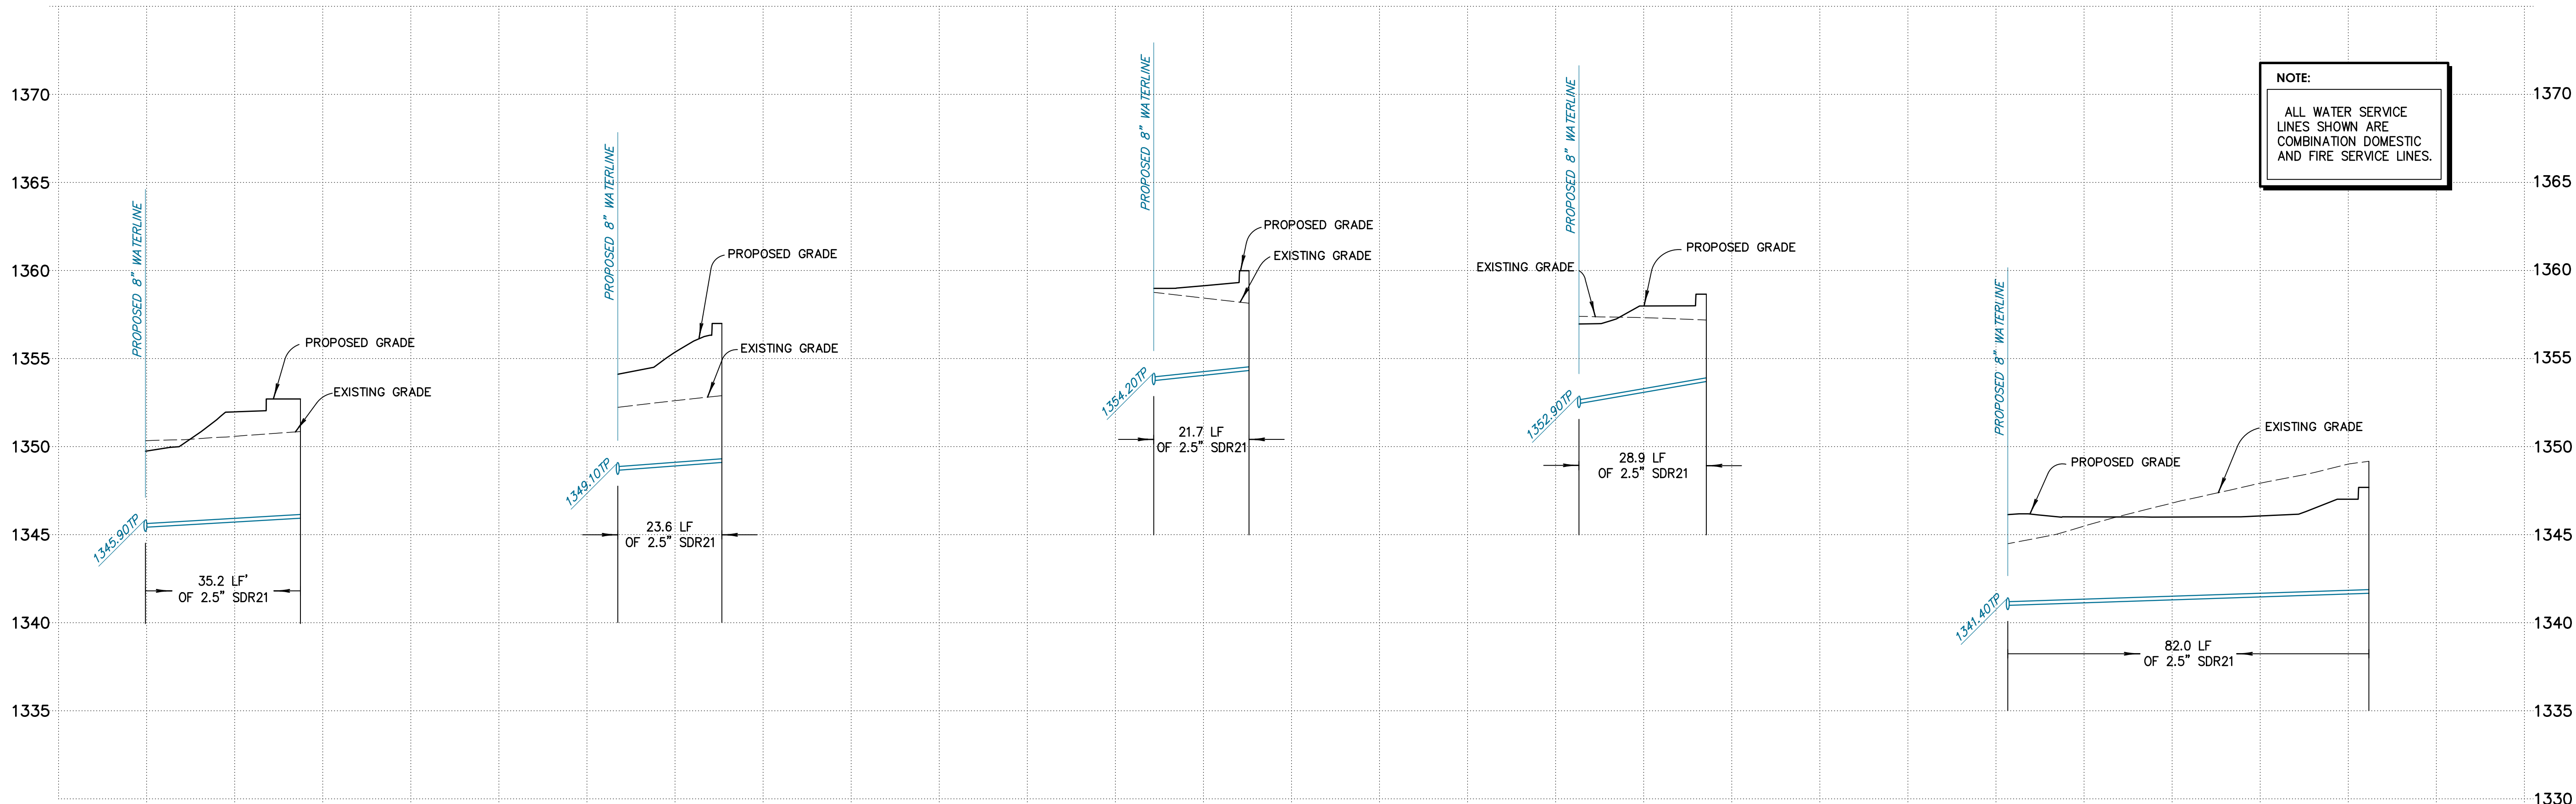 1370
1365
1360
1355
1350
1345
1340
1335
PROPOSED 8" WATERLINE
PROPOSED GRADE
EXISTING GRADE
1345.90TP
35.2 LF'
OF 2.5" SDR21
PROPOSED 8" WATERLINE
PROPOSED GRADE
EXISTING GRADE
1349.10TP
23.6 LF
OF 2.5" SDR21
PROPOSED 8" WATERLINE
PROPOSED GRADE
EXISTING GRADE
1354.20TP
21.7 LF
OF 2.5" SDR21
PROPOSED 8" WATERLINE
EXISTING GRADE
PROPOSED GRADE
1352.90TP
28.9 LF
OF 2.5" SDR21
PROPOSED 8" WATERLINE
EXISTING GRADE
PROPOSED GRADE
1341.40TP
82.0 LF
OF 2.5" SDR21
NOTE:
ALL WATER SERVICE
LINES SHOWN ARE
COMBINATION DOMESTIC
AND FIRE SERVICE LINES.
1370
1365
1360
1355
1350
1345
1340
1335
1330